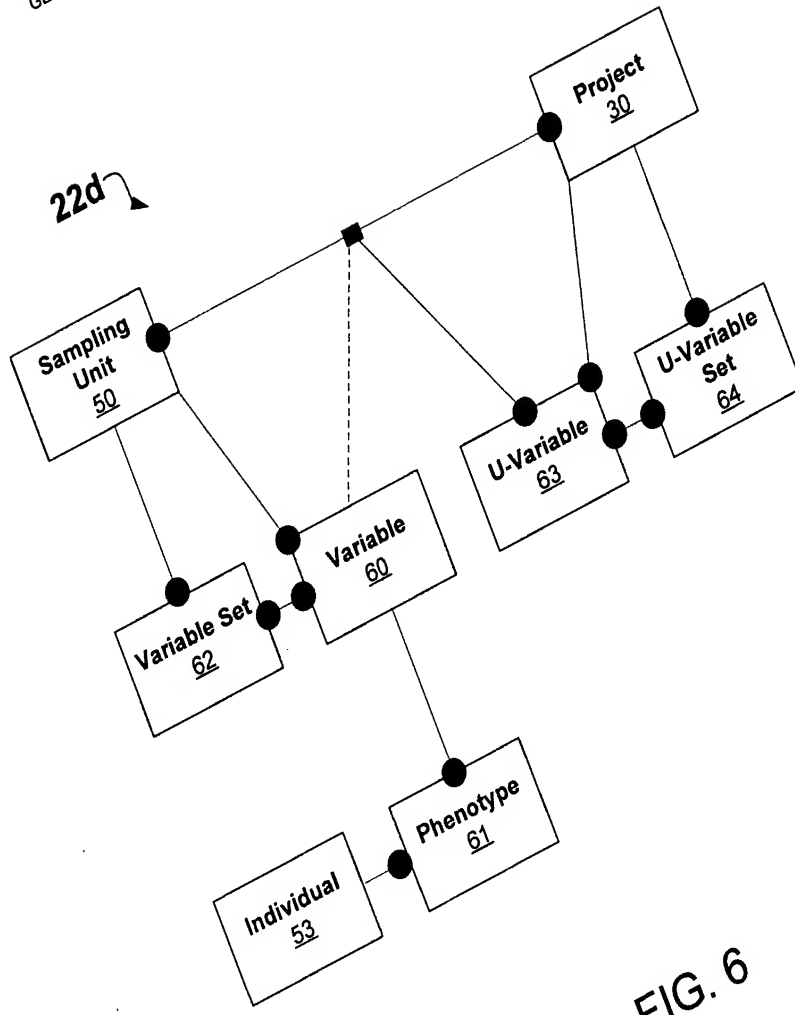 Project
30
22d
Sampling
Unit
50
U-Variable
Set
64
U-Variable
63
Variable
60
Variable Set
62
Phenotype
61
Individual
53
FIG. 6